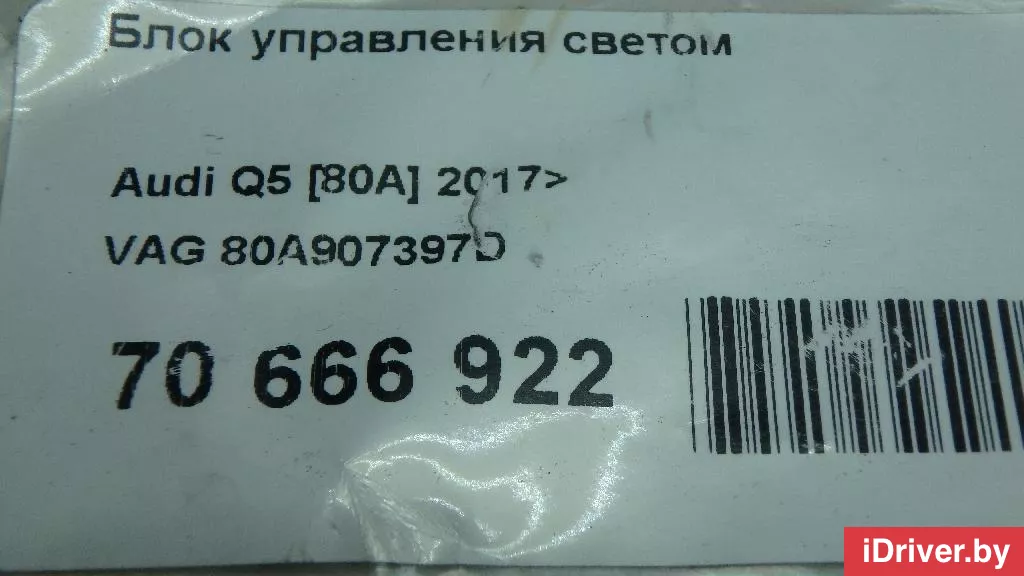 Блок управления светом
Audi Q5 [80A] 2017>
VAG 80A907397D
70 666 922
iDriver.by